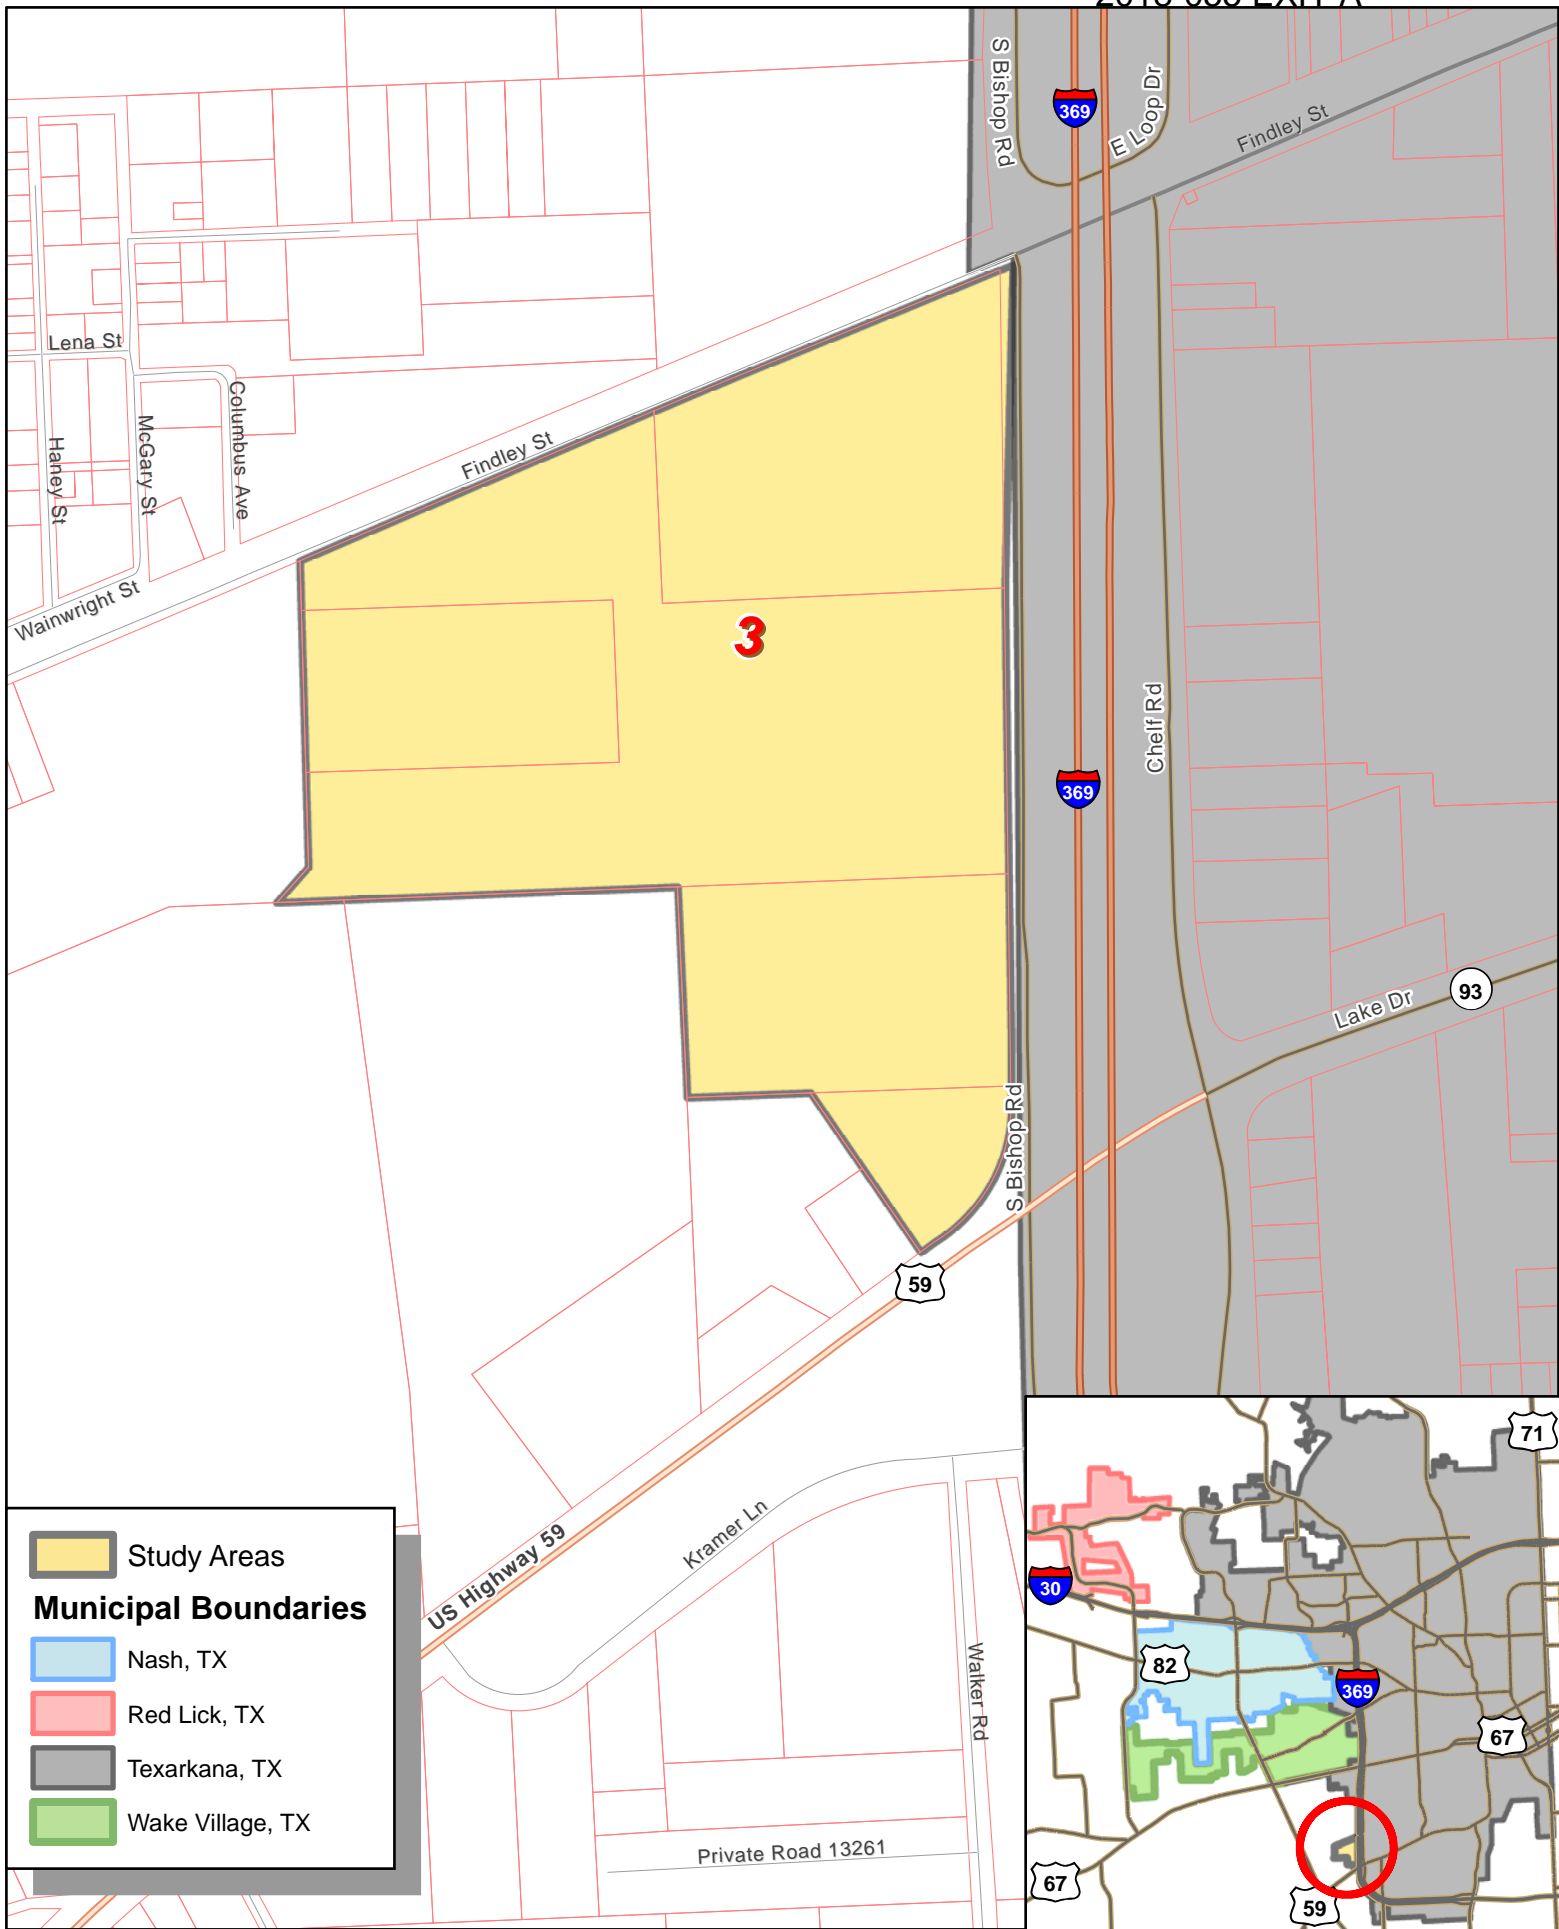 S Bishop Rd
369
E Loop Dr
Findley St
Lena St
Columbus Ave
McGary St
Haney St
Findley St
Wainwright St
3
Chelf Rd
369
93
Lake Dr
S Bishop Rd
59
US Highway 59
Kramer Ln
Walker Rd
Private Road 13261
Study Areas
Municipal Boundaries
Nash, TX
Red Lick, TX
Texarkana, TX
Wake Village, TX
71
30
82
369
67
67
59